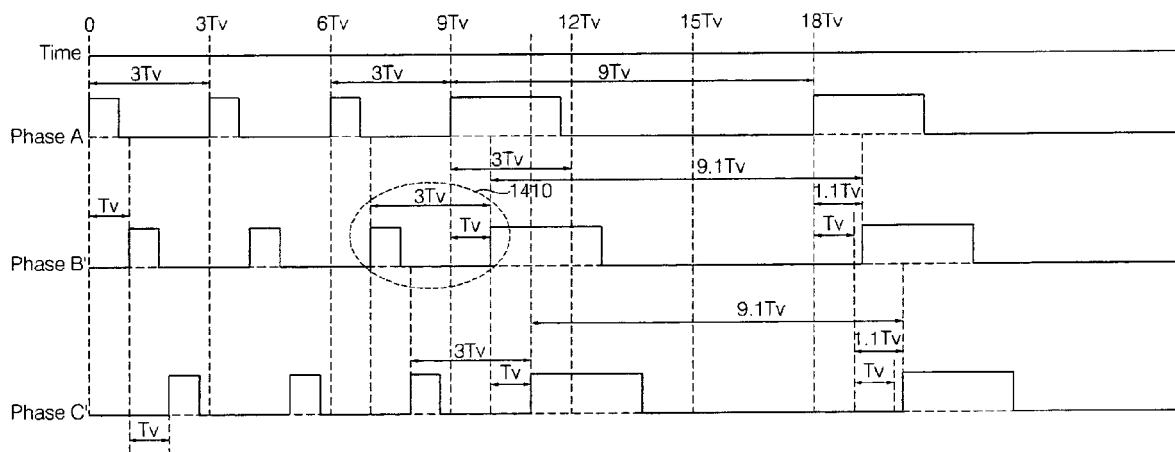 0 3Tv 6Tv 9Tv 12Tv 15Tv 18Tv
Time
3Tv 3Tv 9Tv
Phase A
3Tv 9.1Tv
1410
3Tv 1.1Tv
Tv Tv Tv
Phase B
9.1Tv
3Tv 1.1Tv
Tv Tv
Phase C
Tv